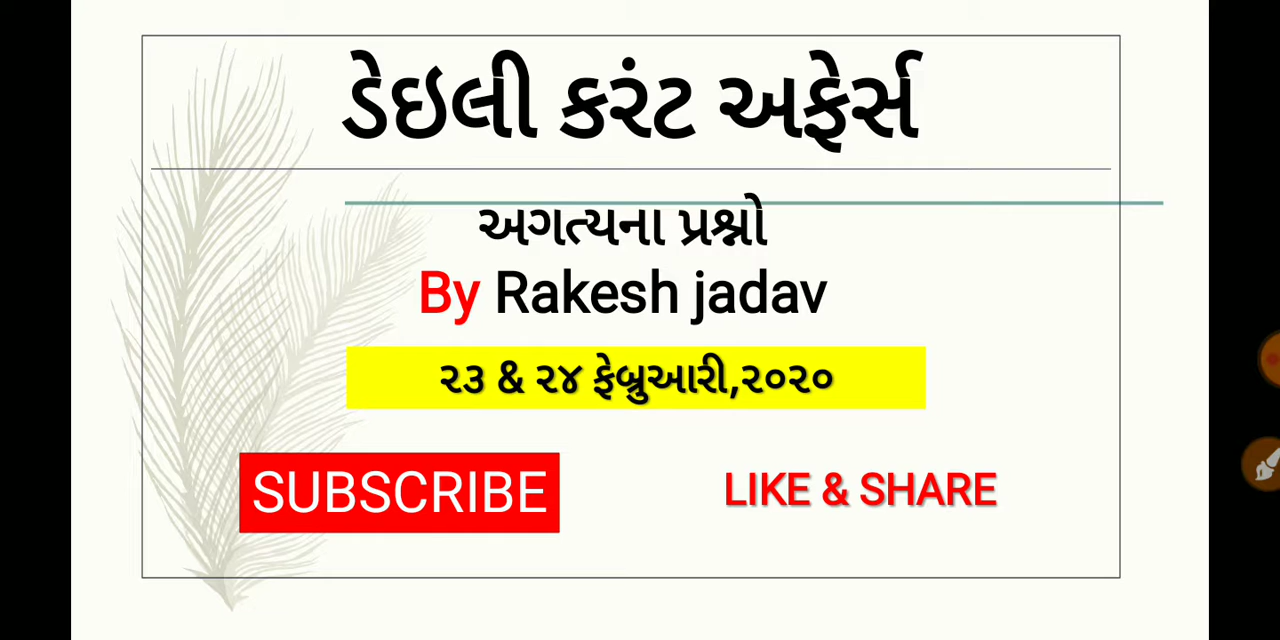 ડેઇલી કરંટ અફેર્સ
અગત્યના પ્રશ્નો
By Rakesh jadav
૨૩ & ૨૪ ફેબ્રુઆરી,૨૦૨૦
SUBSCRIBE
LIKE & SHARE